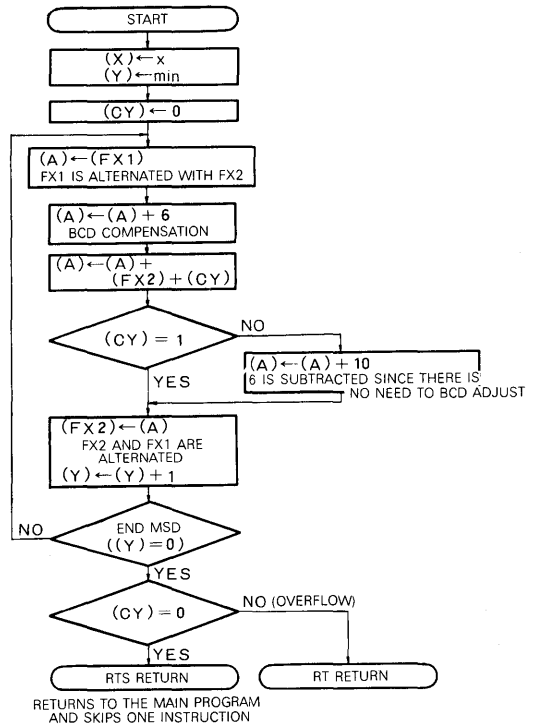 START
(X)←x
(Y)←min
(CY)←0
(A)←(FX1)
FX1 IS ALTERNATED WITH FX2
(A)←(A)+6
BCD COMPENSATION
(A)←(A)+
(FX2)+(CY)
(CY)=1
NO
(A)←(A)+10
6 IS SUBTRACTED SINCE THERE IS
NO NEED TO BCD ADJUST
YES
(FX2)←(A)
FX2 AND FX1 ARE
ALTERNATED
(Y)←(Y)+1
NO
END MSD
((Y)=0)
YES
(CY)=0
NO (OVERFLOW)
YES
RTS RETURN
RT RETURN
RETURNS TO THE MAIN PROGRAM
AND SKIPS ONE INSTRUCTION